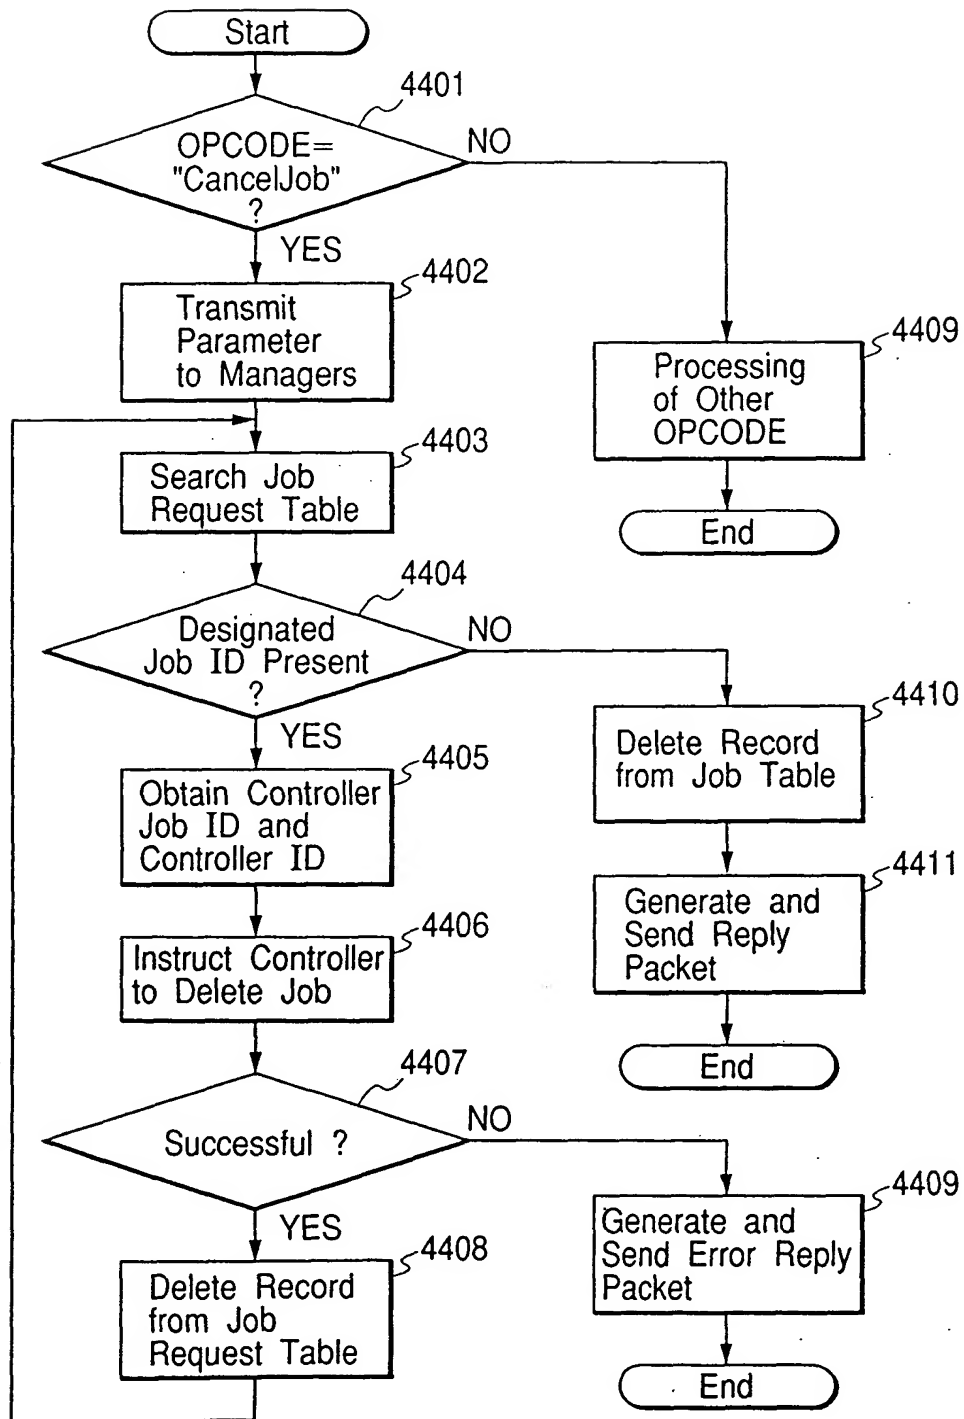 Start
4401
OPCODE=
"CancelJob"
?
NO
YES
4402
Transmit
Parameter
to Managers
4409
Processing
of Other
OPCODE
End
4403
Search Job
Request Table
4404
Designated
Job ID Present
?
NO
YES
4410
Delete Record
from Job Table
4405
Obtain Controller
Job ID and
Controller ID
4411
Generate and
Send Reply
Packet
End
4406
Instruct Controller
to Delete Job
4407
Successful ?
NO
YES
4409
Generate and
Send Error Reply
Packet
End
4408
Delete Record
from Job
Request Table